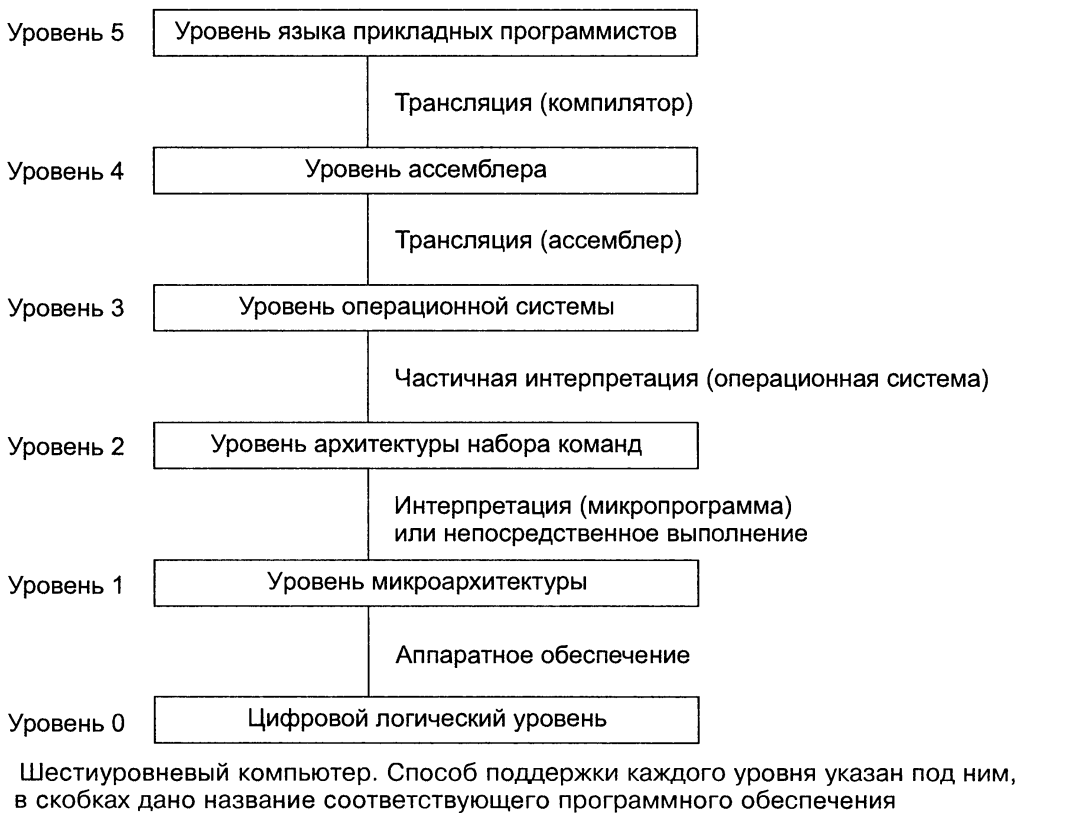 Уровень 5
Уровень языка прикладных программистов
Трансляция (компилятор)
Уровень 4
Уровень ассемблера
Трансляция (ассемблер)
Уровень 3
Уровень операционной системы
Частичная интерпретация (операционная система)
Уровень 2
Уровень архитектуры набора команд
Интерпретация (микропрограмма)
или непосредственное выполнение
Уровень 1
Уровень микроархитектуры
Аппаратное обеспечение
Уровень 0
Цифровой логический уровень
Шестиуровневый компьютер. Способ поддержки каждого уровня указан под ним,
в скобках дано название соответствующего программного обеспечения